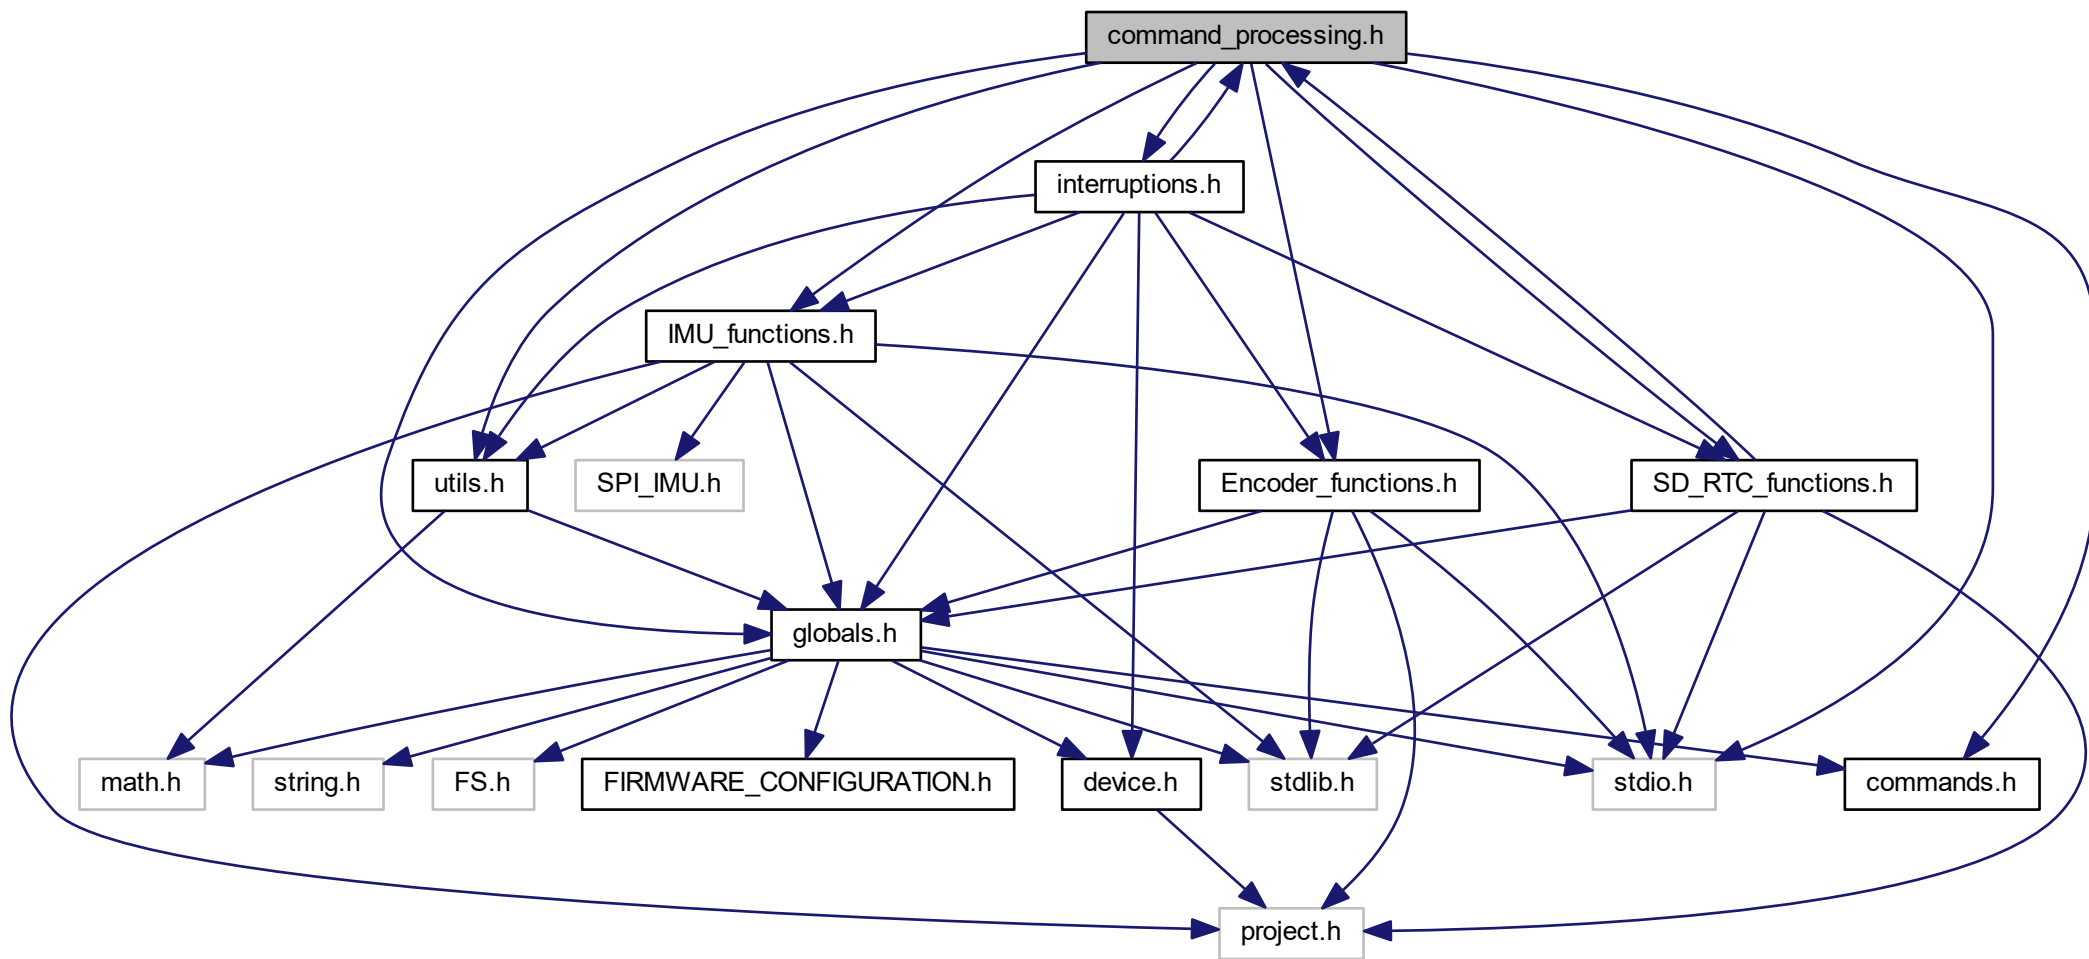 command_processing.h
interruptions.h
IMU_functions.h
utils.h
SPI_IMU.h
Encoder_functions.h
SD_RTC_functions.h
globals.h
math.h
string.h
FS.h
FIRMWARE_CONFIGURATION.h
device.h
stdlib.h
stdio.h
commands.h
project.h